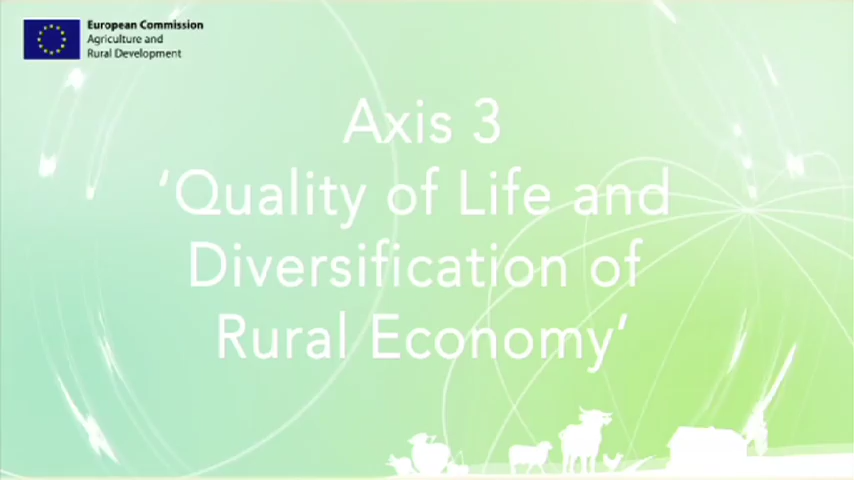 European Commission
Agriculture and
Rural Development
Axis 3
‘Quality of Life and
Diversification of
Rural Economy’